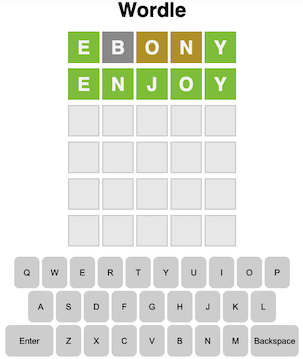 Wordle
E B O N Y
E N J O Y
Q W E R T Y U I O P
A S D F G H J K L
Enter Z X C V B N M Backspace